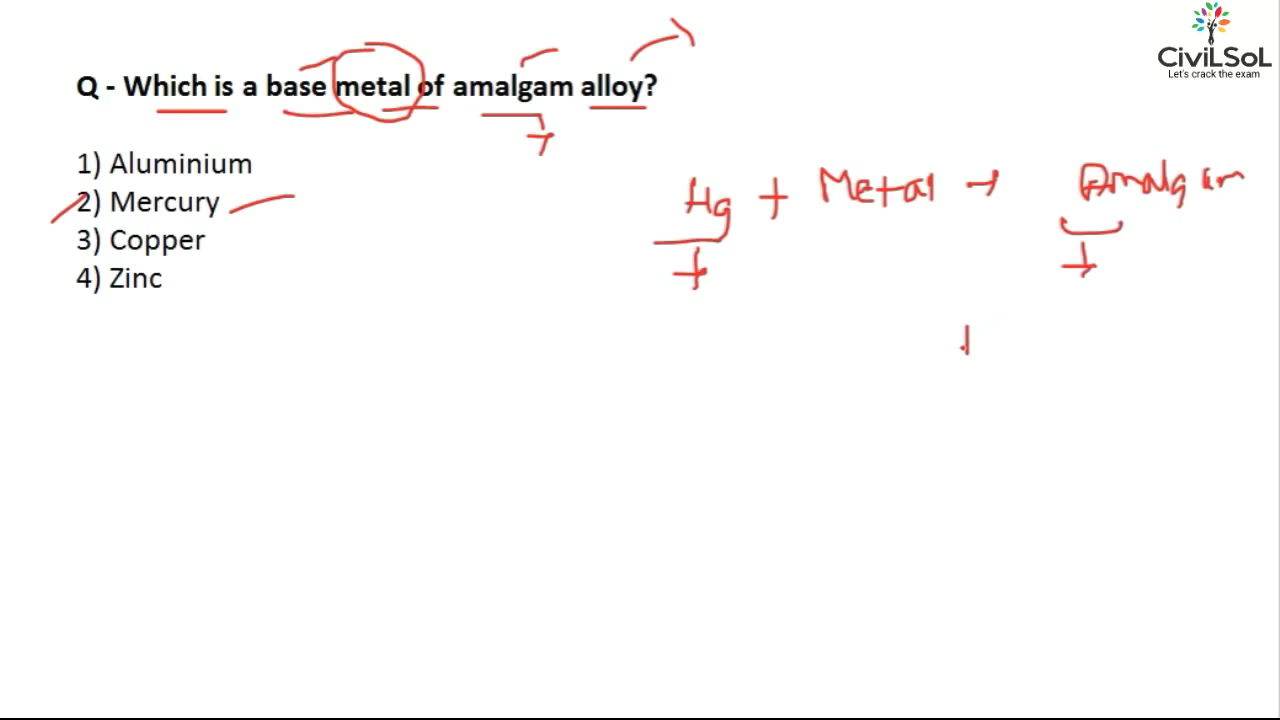 CiViLSoL
Let's crack the exam
Q - Which is a base metal of amalgam alloy?
1) Aluminium
2) Mercury
3) Copper
4) Zinc
Hg + Metal → Amalgam